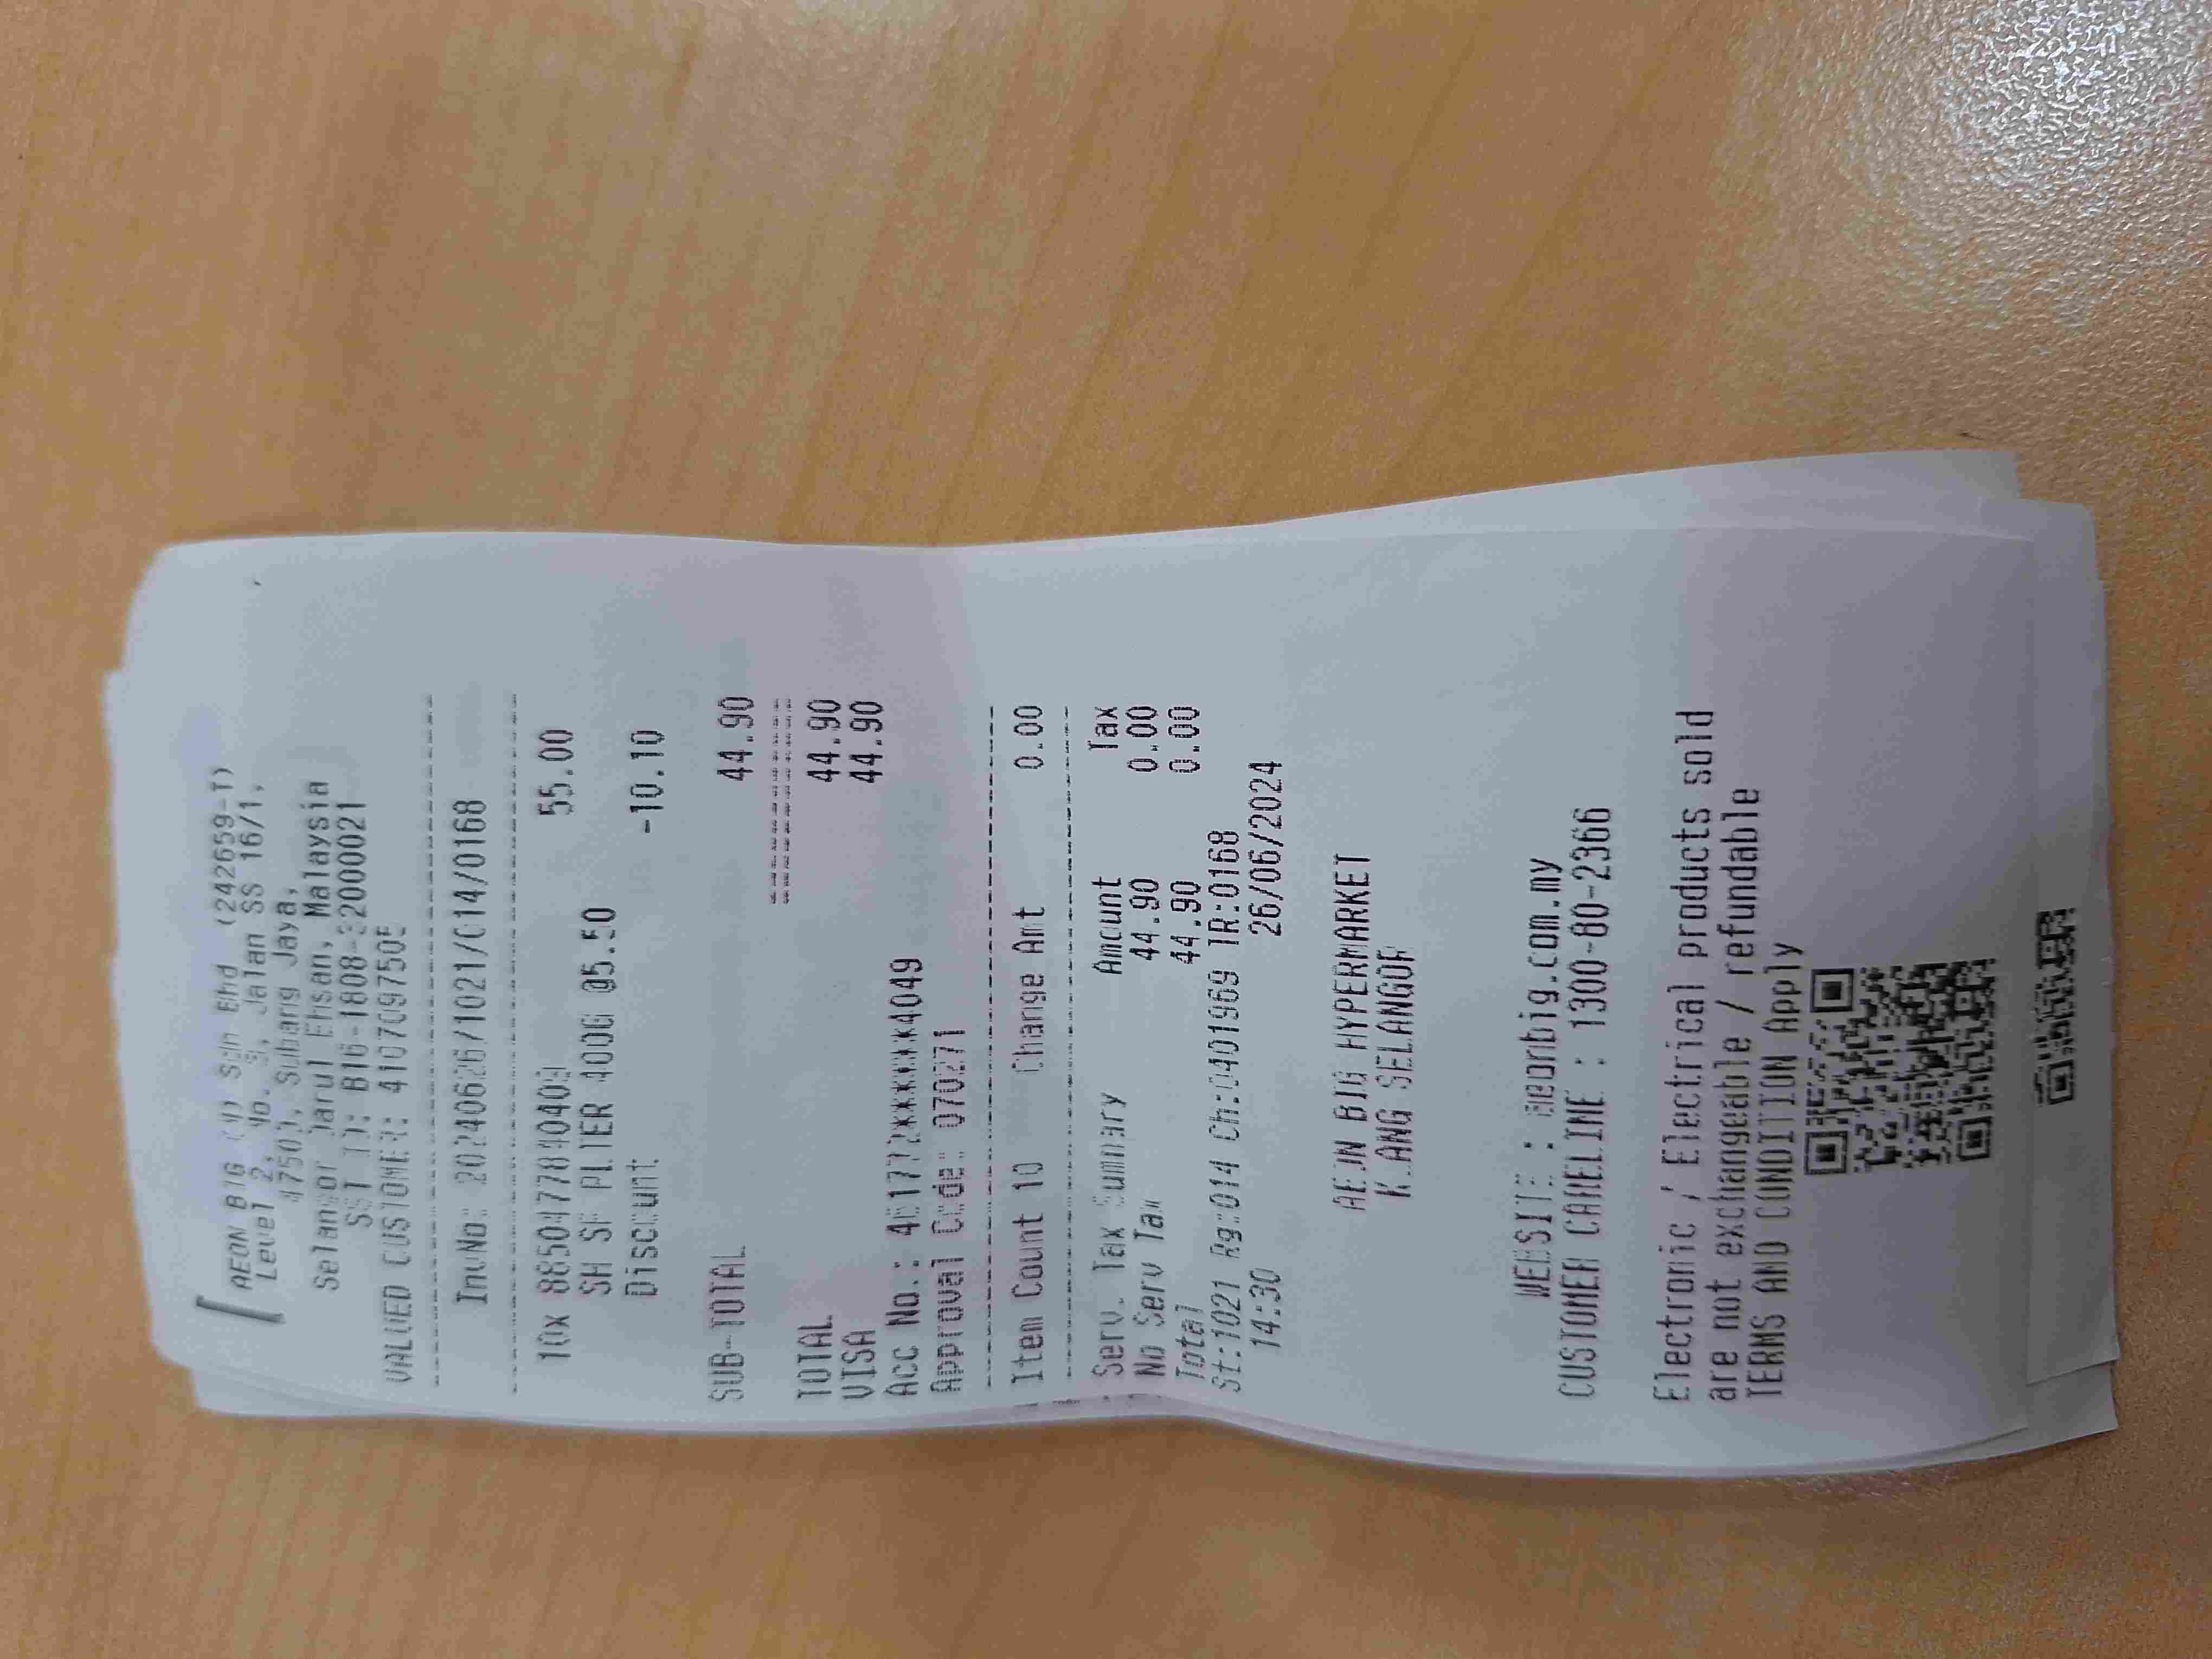 AEON BIG (M) Sdn Bhd (242659-T)
Level 2, No. 3, Jalan SS 16/1,
47500, Subang Jaya,
Selangor Darul Ehsan, Malaysia
SST ID: B16-1808-
VALUED CUSTOMER:
InvNo: 20240626/1021/014/0168
10x
55.00
SH SF 400G @5.50
Discount -10.10
SUB-TOTAL 44.90
TOTAL 44.90
VISA 44.90
Acc No.:
Approval Code: 070271
Item Count 10 Change Amt 0.00
Serv. Tax Summary Amount Tax
No Serv Tax 44.90 0.00
Total 44.90 0.00
St:1021 Rg:014 Ch:0401969 TR:0168
14:30 26/06/2024
AEON BIG HYPERMARKET
KLANG SELANGOR
WEBSITE : aeonbig.com.my
CUSTOMER CARELINE : 1300-80-2366
Electronic / Electrical products sold
are not exchangeable / refundable
TERMS AND CONDITION Apply